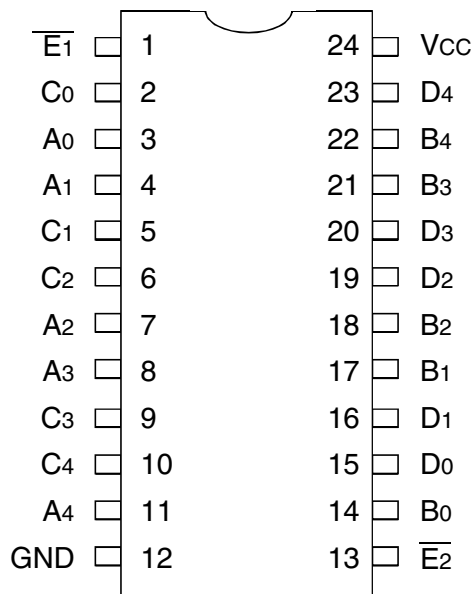 E1 1 24 VCC
C0 2 23 D4
A0 3 22 B4
A1 4 21 B3
C1 5 20 D3
C2 6 19 D2
A2 7 18 B2
A3 8 17 B1
C3 9 16 D1
C4 10 15 D0
A4 11 14 B0
GND 12 13 E2